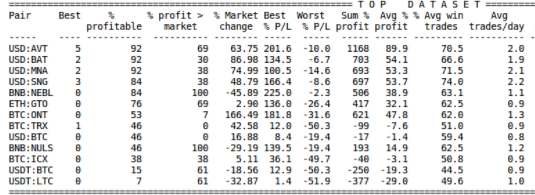 ================================================ T O P   D A T A S E T ================
Pair Best % % profit > % Market Best Worst Sum % Avg % % Avg win Avg
profitable market change % P/L % P/L profit profit trades trades/day
USD:AVT 5 92 69 63.75 201.6 -10.0 1168 89.9 70.5 2.0
USD:BAT 2 92 30 86.98 134.5 -6.7 703 54.1 66.6 1.9
USD:MNA 2 92 38 74.99 100.5 -14.6 693 53.3 71.5 2.1
USD:SNG 3 84 38 48.79 166.4 -8.6 697 53.7 74.0 2.2
BNB:NEBL 0 84 100 -45.89 225.0 -2.3 506 38.9 63.1 1.1
ETH:GTO 0 76 69 2.90 136.0 -26.4 417 32.1 62.5 0.9
BTC:ONT 0 53 7 166.49 181.8 -31.6 621 47.8 62.0 1.3
BTC:TRX 1 46 0 42.58 12.0 -50.3 -99 -7.6 51.0 0.9
USD:BTC 0 46 0 16.88 8.4 -19.4 -17 -1.4 59.4 0.8
BNB:NULS 0 46 100 -29.19 139.5 -19.4 193 14.9 62.5 1.2
BTC:ICX 0 38 38 5.11 36.1 -49.7 -40 -3.1 50.8 0.9
USDT:BTC 0 15 61 -18.56 12.9 -50.3 -250 -19.3 44.5 0.9
USDT:LTC 0 7 61 -32.87 1.4 -51.9 -377 -29.0 49.6 1.0